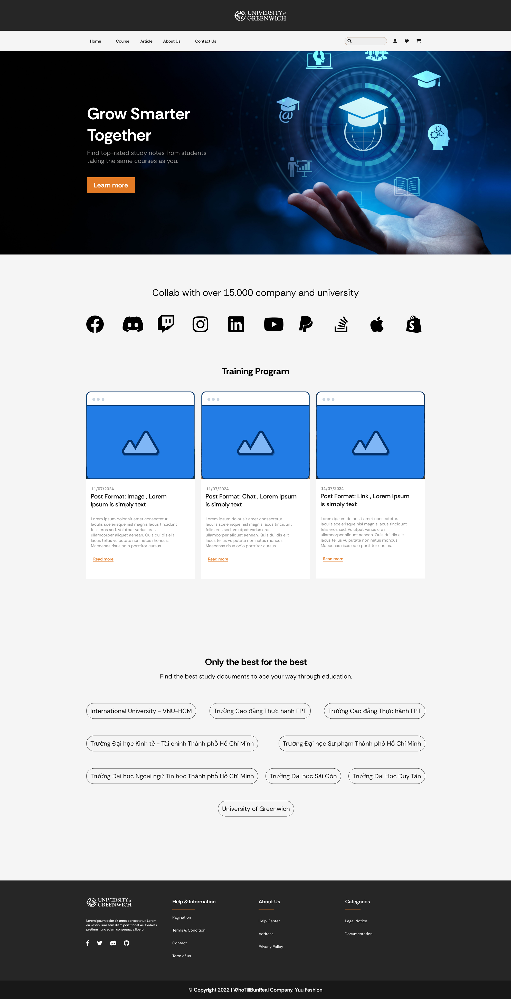 UNIVERSITY of
GREENWICH
Home Course Article About Us Contact Us
Grow Smarter
Together
Find top-rated study notes from students
taking the same courses as you.
Learn more
Collab with over 15.000 company and university
in
Training Program
11/07/2024
Post Format: Image , Lorem
Ipsum is simply text
Lorem ipsum dolor sit amet consectetur.
Iaculis scelerisque nisl magnis lacus tincidunt
felis eros sed. Volutpat varius cras
ullamcorper aliquet aenean. Quis dui dis elit
lacus tellus vulputate non netus rhoncus.
Maecenas risus odio porttitor cursus.
Read more
11/07/2024
Post Format: Chat , Lorem Ipsum
is simply text
Lorem ipsum dolor sit amet consectetur.
Iaculis scelerisque nisl magnis lacus tincidunt
felis eros sed. Volutpat varius cras
ullamcorper aliquet aenean. Quis dui dis elit
lacus tellus vulputate non netus rhoncus.
Maecenas risus odio porttitor cursus.
Read more
11/07/2024
Post Format: Link , Lorem Ipsum
is simply text
Lorem ipsum dolor sit amet consectetur.
Iaculis scelerisque nisl magnis lacus tincidunt
felis eros sed. Volutpat varius cras
ullamcorper aliquet aenean. Quis dui dis elit
lacus tellus vulputate non netus rhoncus.
Maecenas risus odio porttitor cursus.
Read more
Only the best for the best
Find the best study documents to ace your way through education.
International University - VNU-HCM
Trường Cao đẳng Thực hành FPT
Trường Cao đẳng Thực hành FPT
Trường Đại học Kinh tế - Tài chính Thành phố Hồ Chí Minh
Trường Đại học Sư phạm Thành phố Hồ Chí Minh
Trường Đại học Ngoại ngữ Tin học Thành phố Hồ Chí Minh
Trường Đại học Sài Gòn
Trường Đại Học Duy Tân
University of Greenwich
UNIVERSITY of
GREENWICH
Lorem ipsum dolor sit amet consectetur. Lorem
eu vestibulum sem diam porttitor at ac. Sodales
pretium nunc etiam consequat a libero.
Help & Information
Pagination
Terms & Condition
Contact
Term of us
About Us
Help Center
Address
Privacy Policy
Categories
Legal Notice
Documentation
© Copyright 2022 | WhoTillBunReal Company, Yuu Fashion